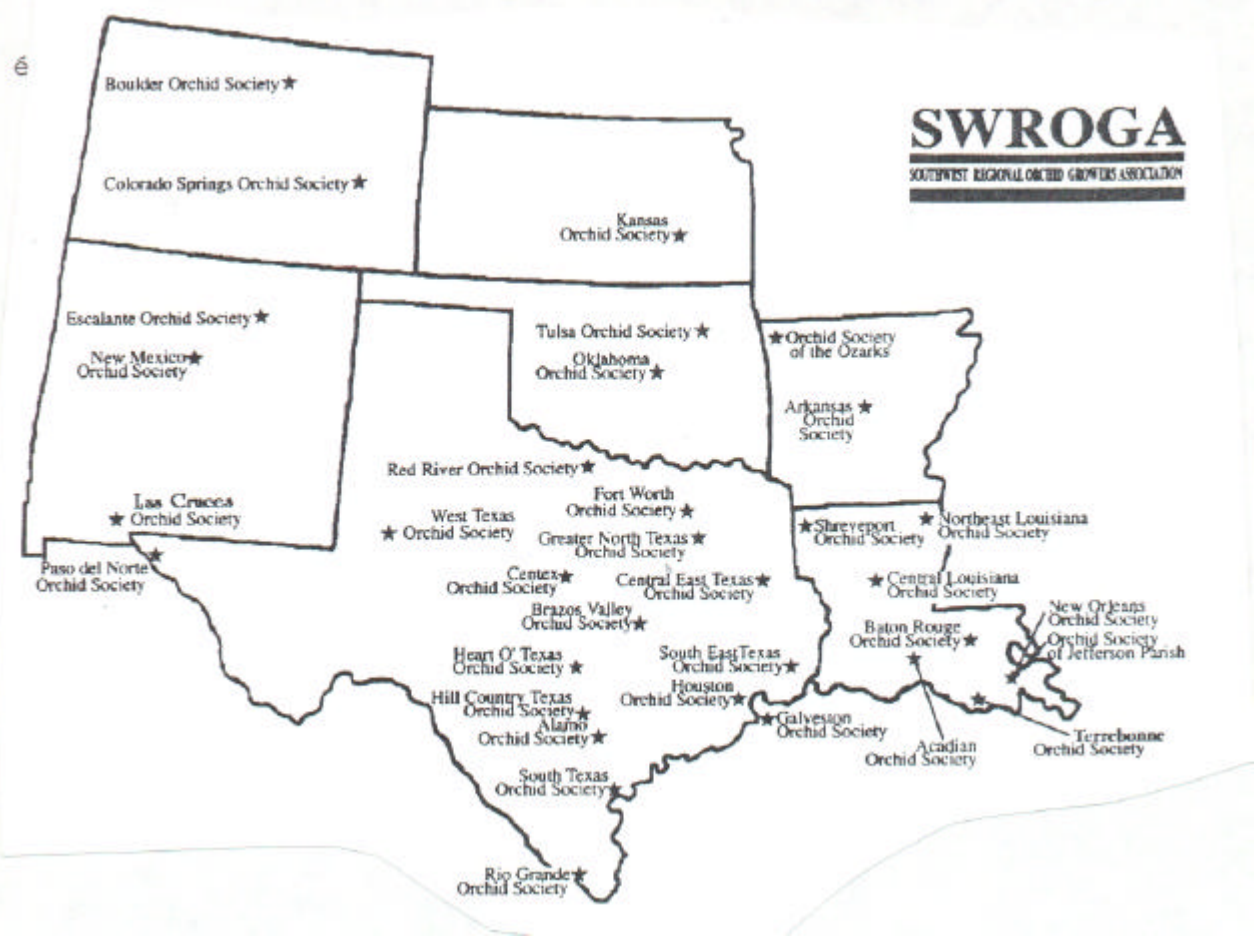 é
Boulder Orchid Society
SWROGA
SOUTHWEST REGIONAL ORCHID GROWERS ASSOCIATION
Colorado Springs Orchid Society
Kansas
Orchid Society
Escalante Orchid Society
New Mexico
Orchid Society
Tulsa Orchid Society
Oklahoma
Orchid Society
Orchid Society
of the Ozarks
Arkansas
Orchid
Society
Red River Orchid Society
Las Cruces
Orchid Society
Paso del Norte
Orchid Society
West Texas
Orchid Society
Fort Worth
Orchid Society
Greater North Texas
Orchid Society
Shreveport
Orchid Society
Northeast Louisiana
Orchid Society
Centex
Orchid Society
Central East Texas
Orchid Society
Central Louisiana
Orchid Society
Brazos Valley
Orchid Society
New Orleans
Orchid Society
Baton Rouge
Orchid Society
Orchid Society
of Jefferson Parish
Heart O' Texas
Orchid Society
South EastTexas
Orchid Society
Hill Country Texas
Orchid Society
Houston
Orchid Society
Alamo
Orchid Society
Galveston
Orchid Society
Acadian
Orchid Society
Terrebonne
Orchid Society
South Texas
Orchid Society
Rio Grande
Orchid Society